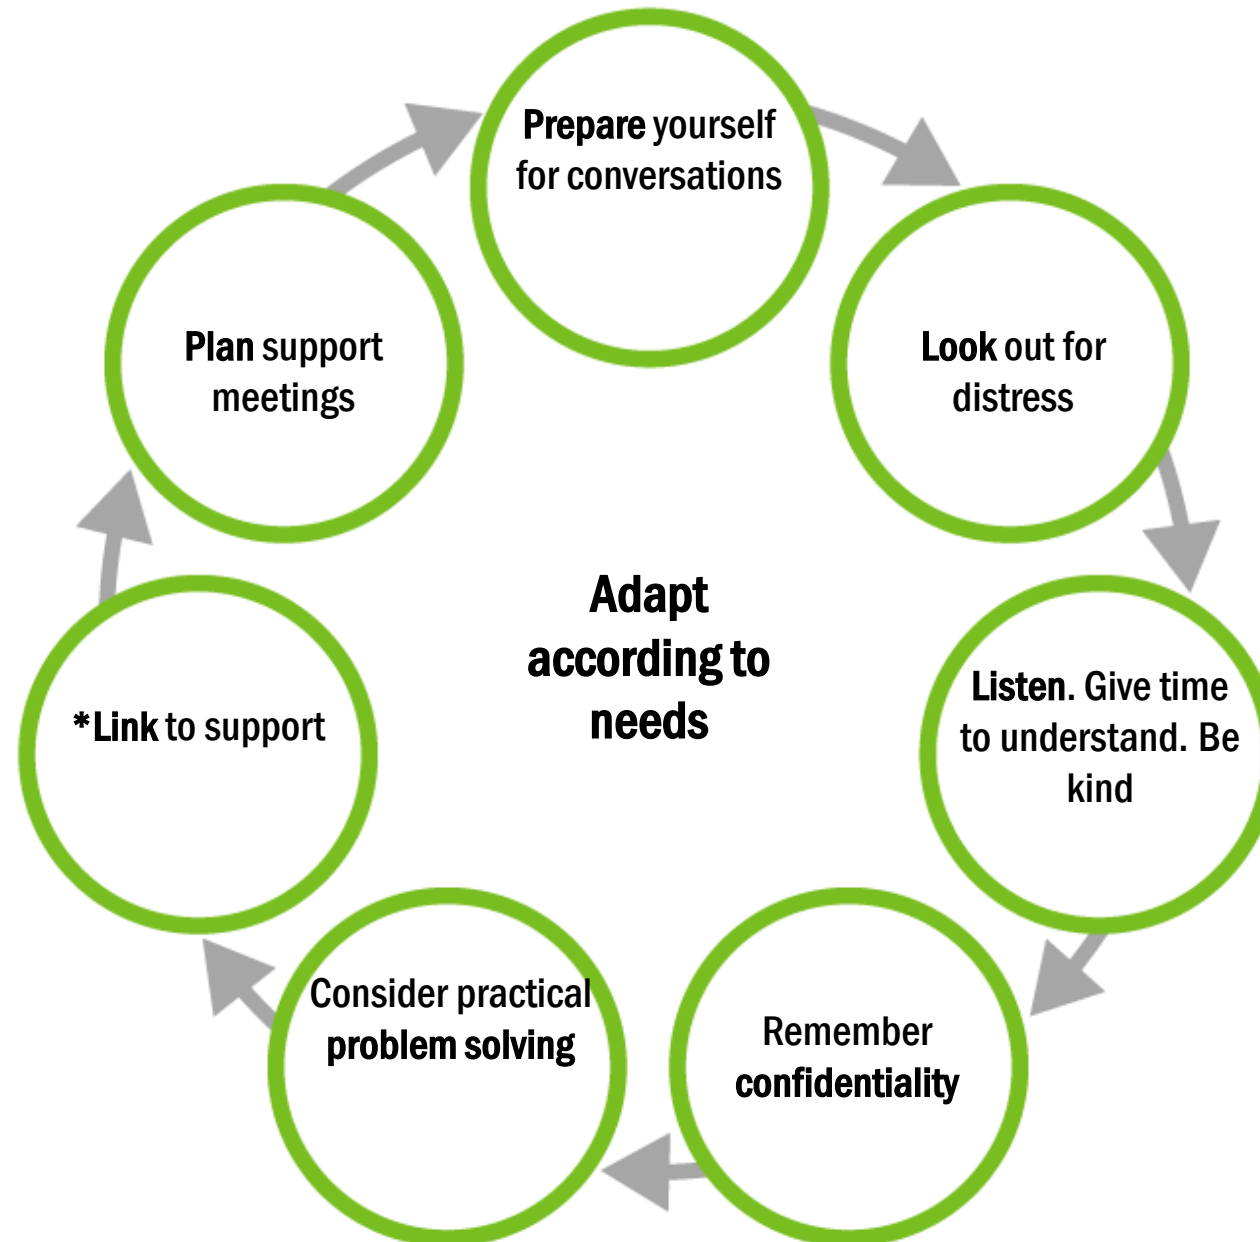 Prepare yourself
for conversations
Look out for
distress
Listen. Give time
to understand. Be
kind
Remember
confidentiality
Consider practical
problem solving
*Link to support
Plan support
meetings
Adapt
according to
needs